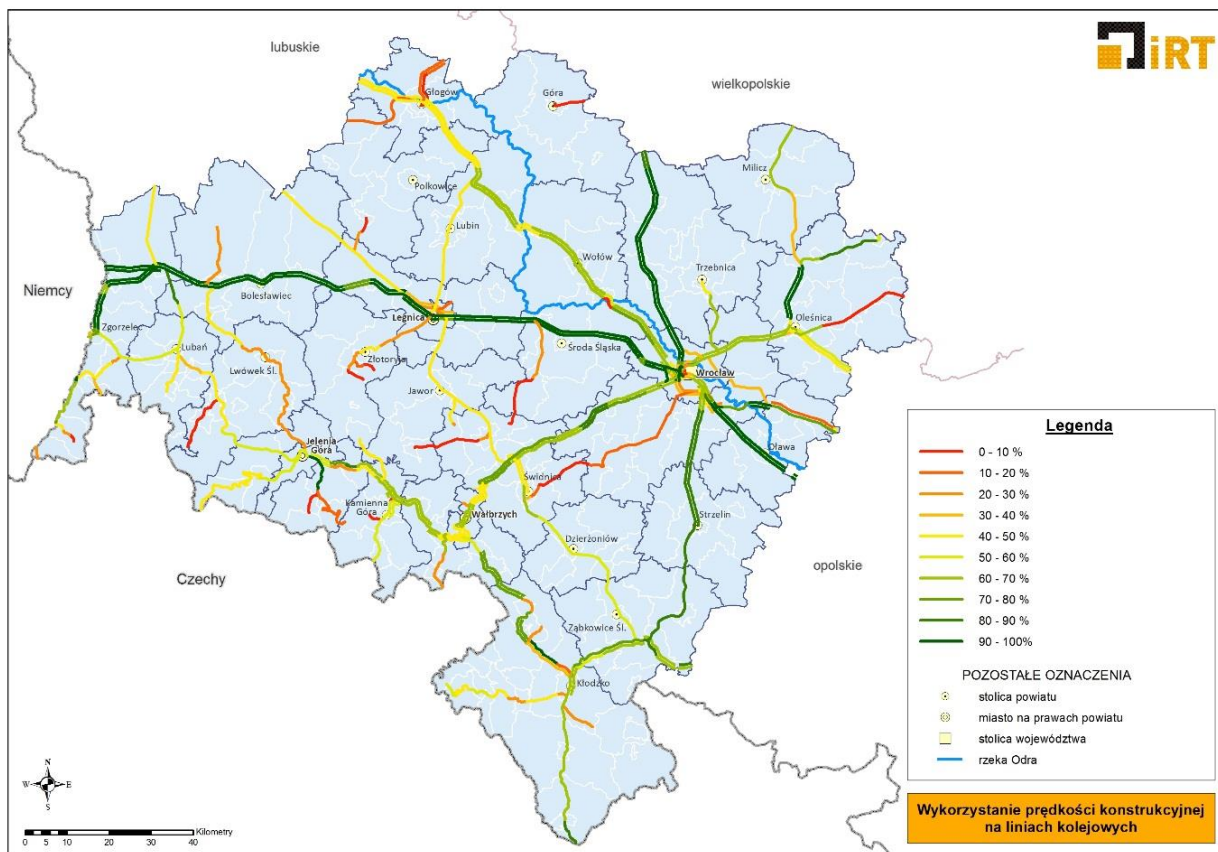 lubuskie
wielkopolskie
iRT
Głogów
Góra
Milicz
Polkowice
Lubin
Wołów
Trzebnica
Niemcy
Bolesławiec
Zgorzelec
Legnica
Oleśnica
Lubań
Środa Śląska
Lwówek Śl.
Złotoryja
Wrocław
Jawor
Oława
Jelenia
Góra
Świdnica
Kamienna
Góra
Wałbrzych
Strzelin
Dzierżoniów
Czechy
opolskie
Ząbkowice Śl.
Kłodzko
Legenda
0 - 10 %
10 - 20 %
20 - 30 %
30 - 40 %
40 - 50 %
50 - 60 %
60 - 70 %
70 - 80 %
80 - 90 %
90 - 100%
POZOSTAŁE OZNACZENIA
stolica powiatu
miasto na prawach powiatu
stolica województwa
rzeka Odra
N
W E
S
Kilometry
0 5 10 20 30 40
Wykorzystanie prędkości konstrukcyjnej
na liniach kolejowych